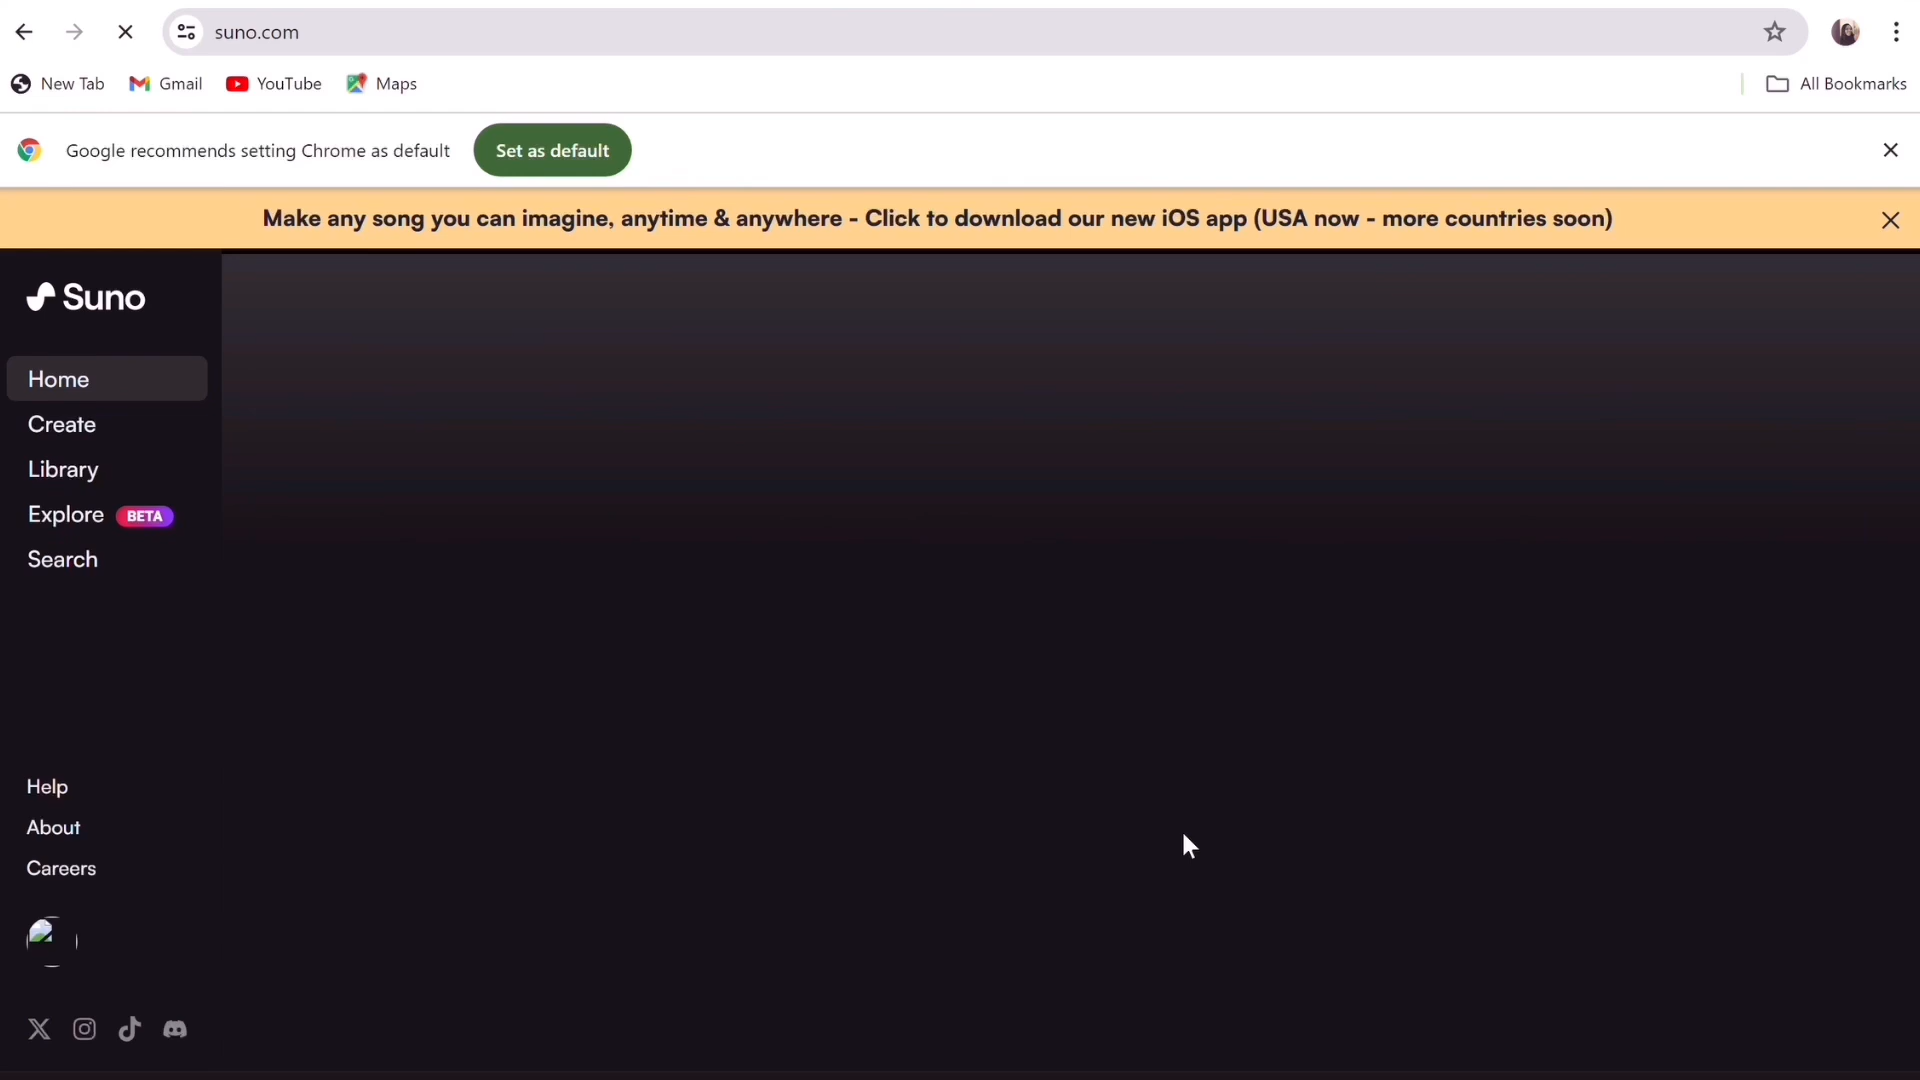 suno.com
New Tab Gmail YouTube Maps All Bookmarks
Google recommends setting Chrome as default Set as default
Make any song you can imagine, anytime & anywhere - Click to download our new iOS app (USA now - more countries soon)
Suno
Home
Create
Library
Explore BETA
Search
Help
About
Careers